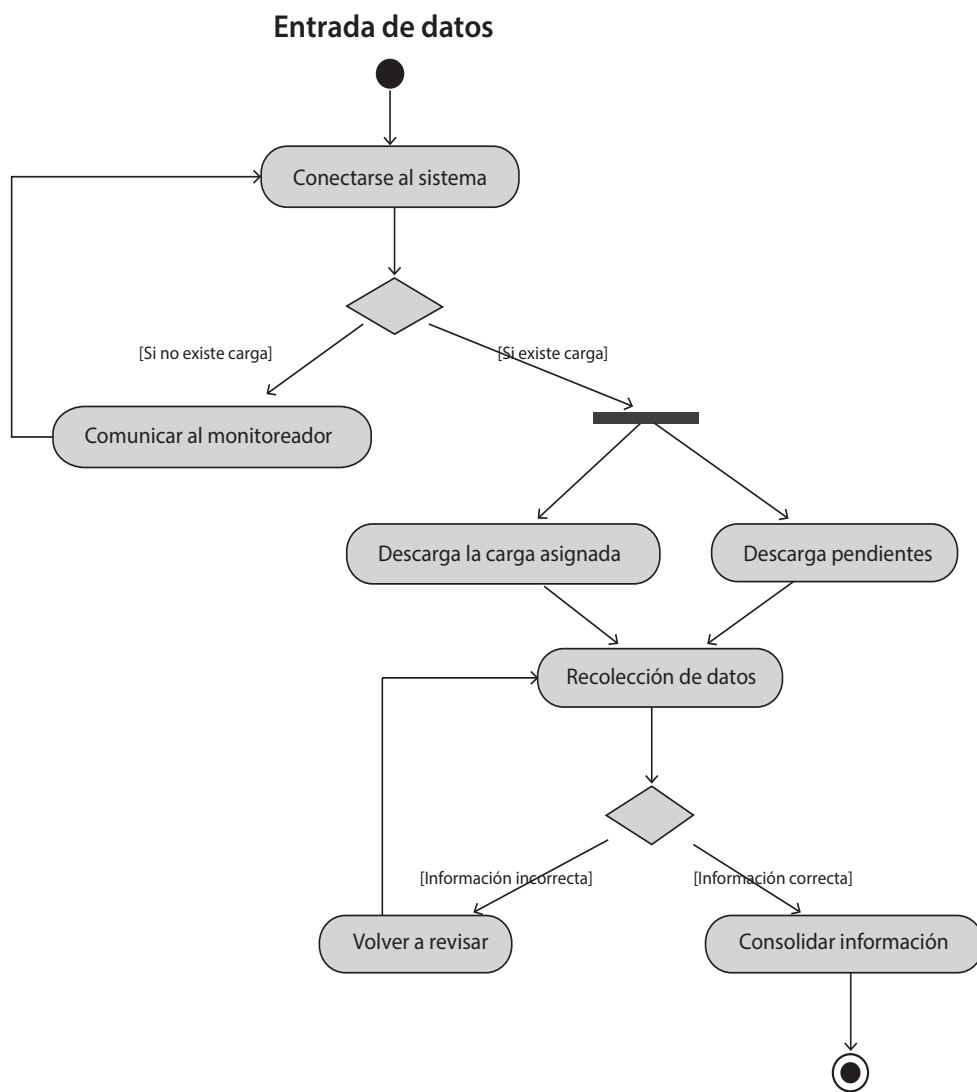 Entrada de datos
Conectarse al sistema
[Si no existe carga]
[Si existe carga]
Comunicar al monitoreador
Descarga la carga asignada
Descarga pendientes
Recolección de datos
[Información incorrecta]
[Información correcta]
Volver a revisar
Consolidar información